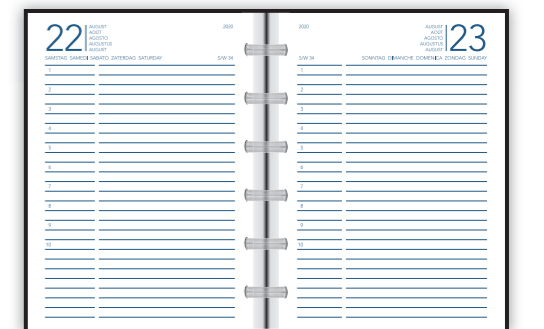 22
AUGUST
AOÛT
AGOSTO
AUGUSTUS
AUGUST
2020
SAMSTAG SAMEDI SABATO ZATERDAG SATURDAY
S/W 34
1
2
3
4
5
6
7
8
9
10
2020
AUGUST
AOÛT
AGOSTO
AUGUSTUS
AUGUST
23
S/W 34
SONNTAG DIMANCHE DOMENICA ZONDAG SUNDAY
1
2
3
4
5
6
7
8
9
10